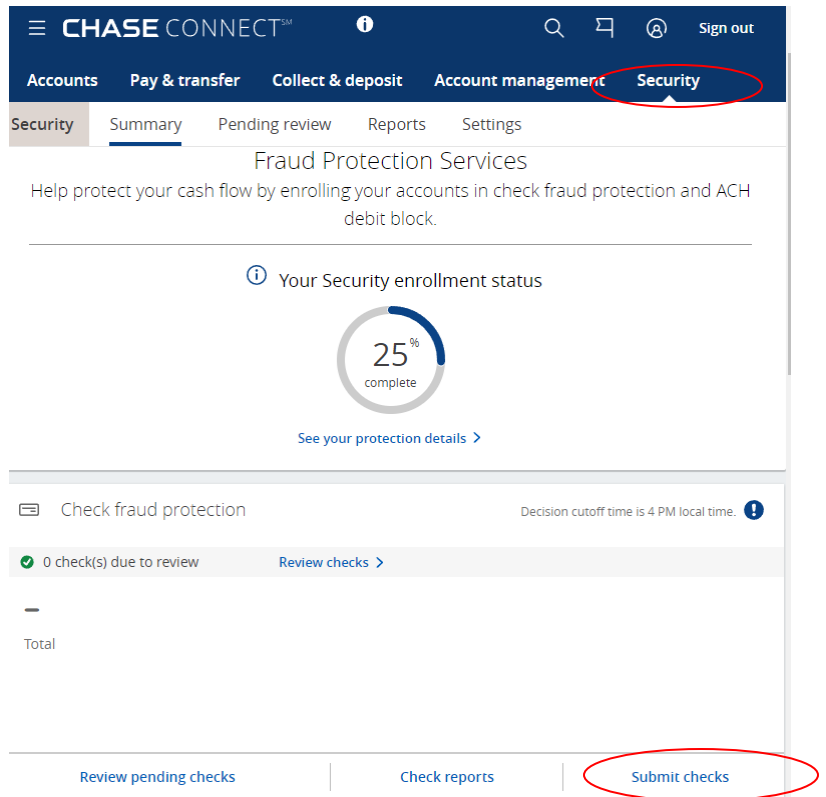 CHASE CONNECT℠
Sign out
Accounts Pay & transfer Collect & deposit Account management Security
Security Summary Pending review Reports Settings
Fraud Protection Services
Help protect your cash flow by enrolling your accounts in check fraud protection and ACH
debit block.
Your Security enrollment status
25%
complete
See your protection details >
Check fraud protection Decision cutoff time is 4 PM local time.
0 check(s) due to review Review checks >
–
Total
Review pending checks Check reports Submit checks